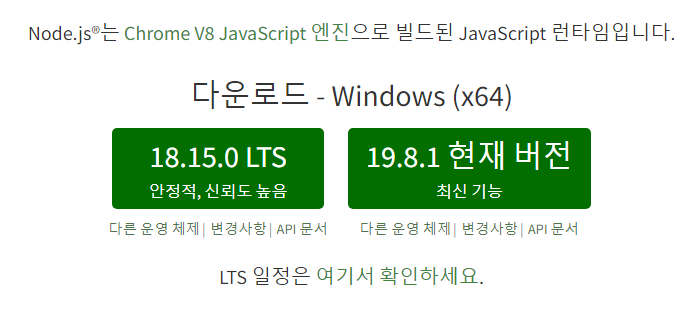 Node.js®는 Chrome V8 JavaScript 엔진으로 빌드된 JavaScript 런타임입니다.
다운로드 - Windows (x64)
18.15.0 LTS
안정적, 신뢰도 높음
19.8.1 현재 버전
최신 기능
다른 운영 체제 | 변경사항 | API 문서
다른 운영 체제 | 변경사항 | API 문서
LTS 일정은 여기서 확인하세요.